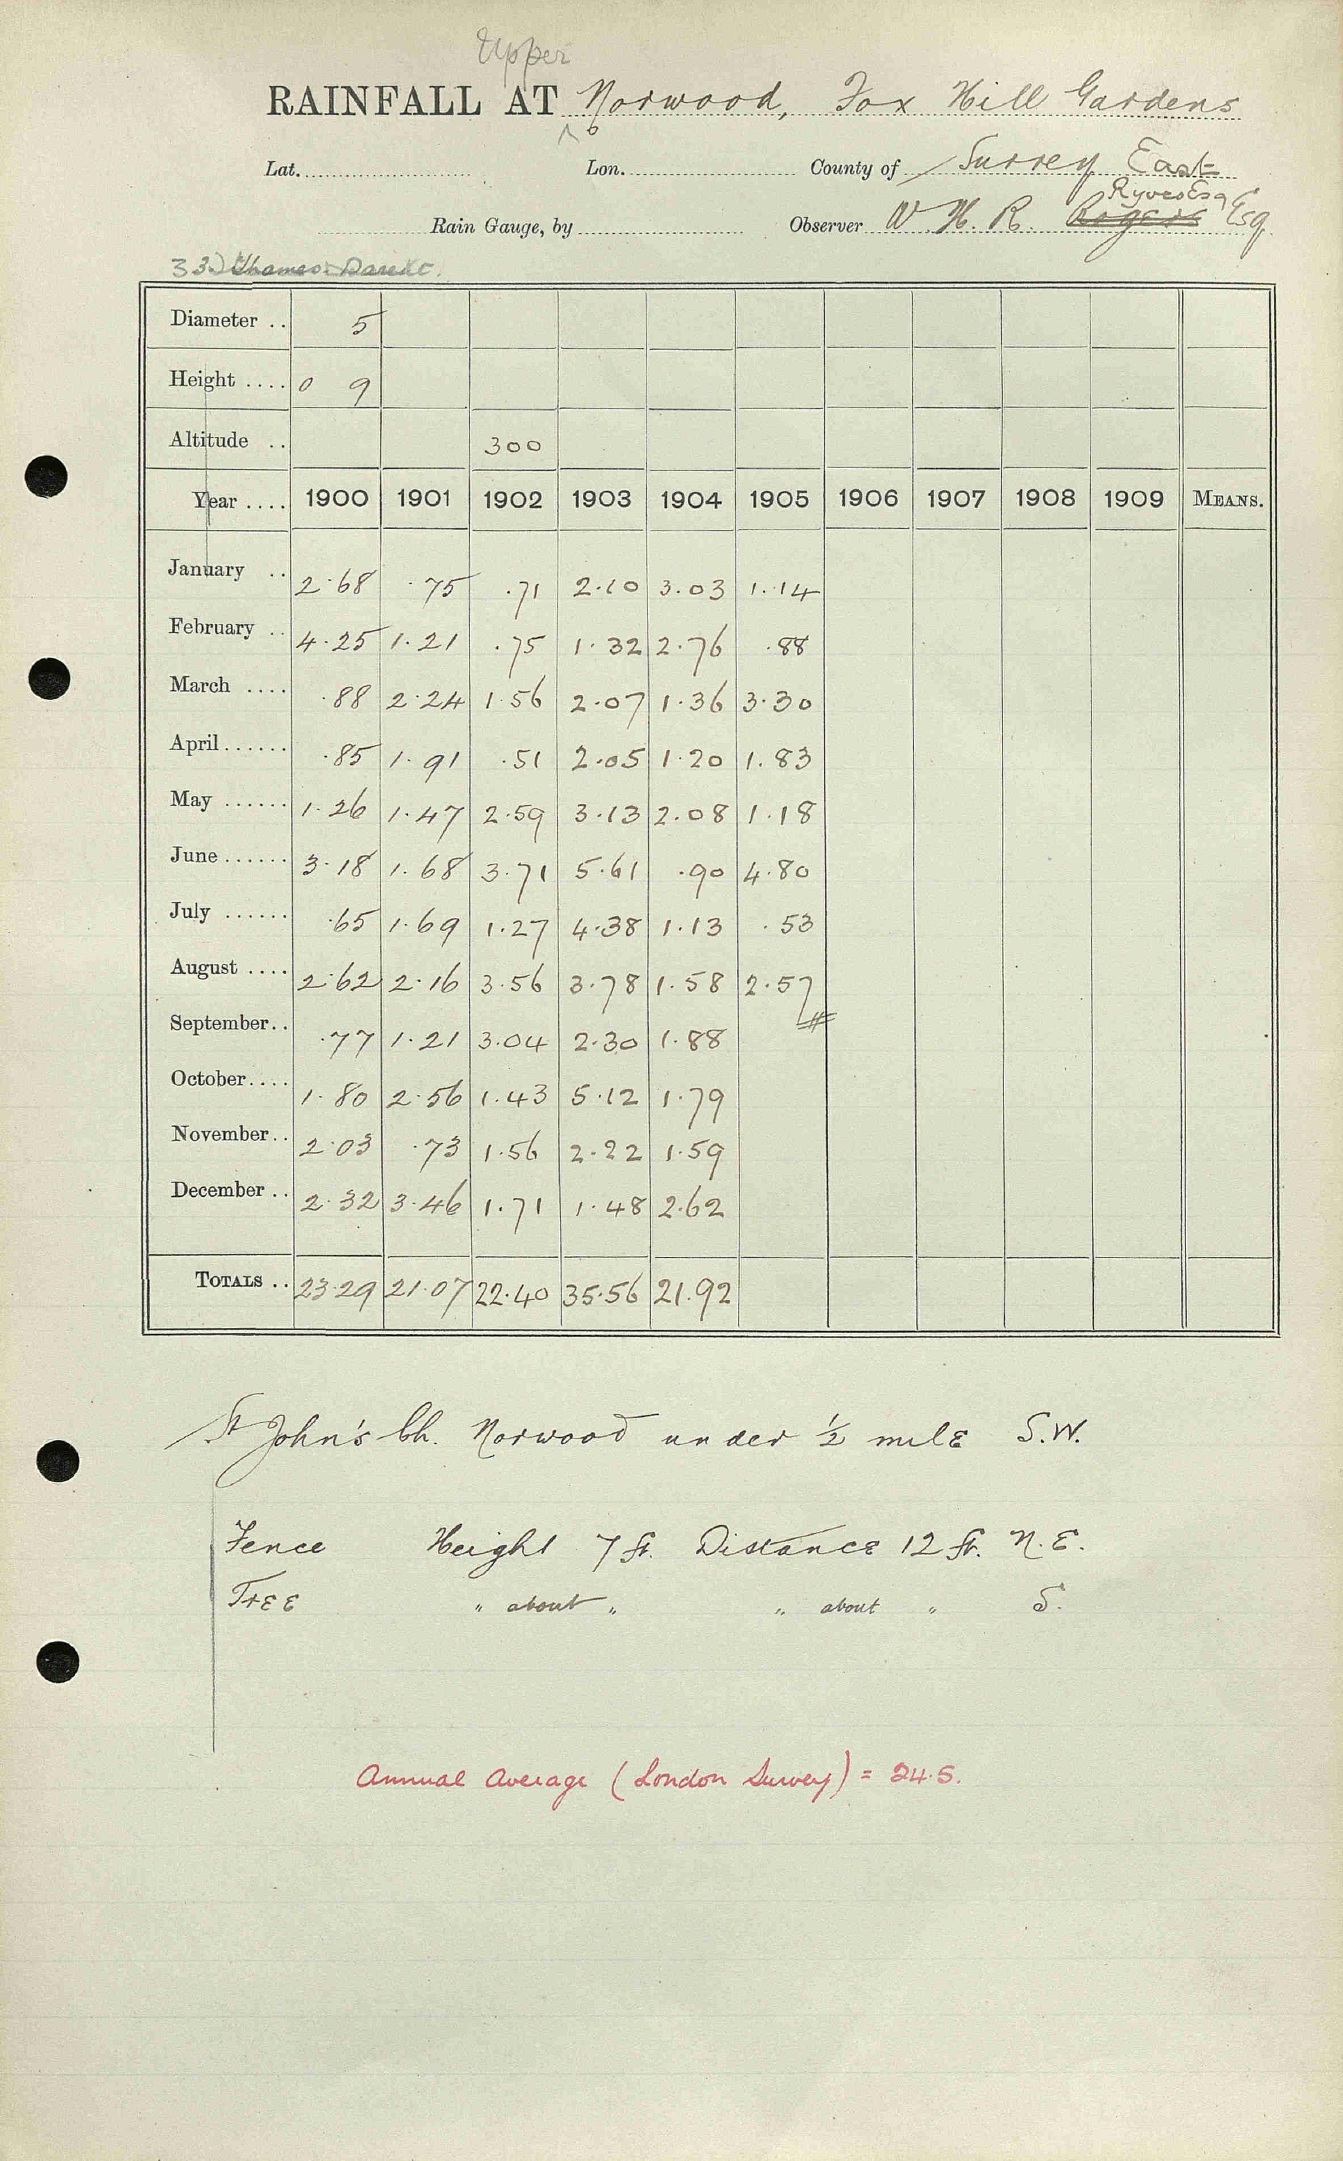 Upper
RAINFALL AT Norwood, Fox Hill Gardens
Lat. Lon. County of Surrey East
Ryves Esq
Rain Gauge, by Observer W. H. R. Rogers Esq
33) Thames: Darent.
Diameter .. 5
Height .... 0 9
Altitude .. 300
Year .... 1900 1901 1902 1903 1904 1905 1906 1907 1908 1909 MEANS.
January .. 2.68 .75 .71 2.10 3.03 1.14
February .. 4.25 1.21 .75 1.32 2.76 .88
March .... .88 2.24 1.56 2.07 1.36 3.30
April...... .85 1.91 .51 2.05 1.20 1.83
May ...... 1.26 1.47 2.59 3.13 2.08 1.18
June...... 3.18 1.68 3.71 5.61 .90 4.80
July ...... .65 1.69 1.27 4.38 1.13 .53
August .... 2.62 2.16 3.56 3.78 1.58 2.57
September.. .77 1.21 3.04 2.30 1.88
October.... 1.80 2.56 1.43 5.12 1.79
November.. 2.03 .73 1.56 2.22 1.59
December .. 2.32 3.46 1.71 1.48 2.62
TOTALS .. 23.29 21.07 22.40 35.56 21.92
St John's Ch. Norwood under ½ mile S.W.
Fence Height 7 ft. Distance 12 ft. N.E.
Tree " about " " about " S.
Annual Average (London Survey) = 24.5.